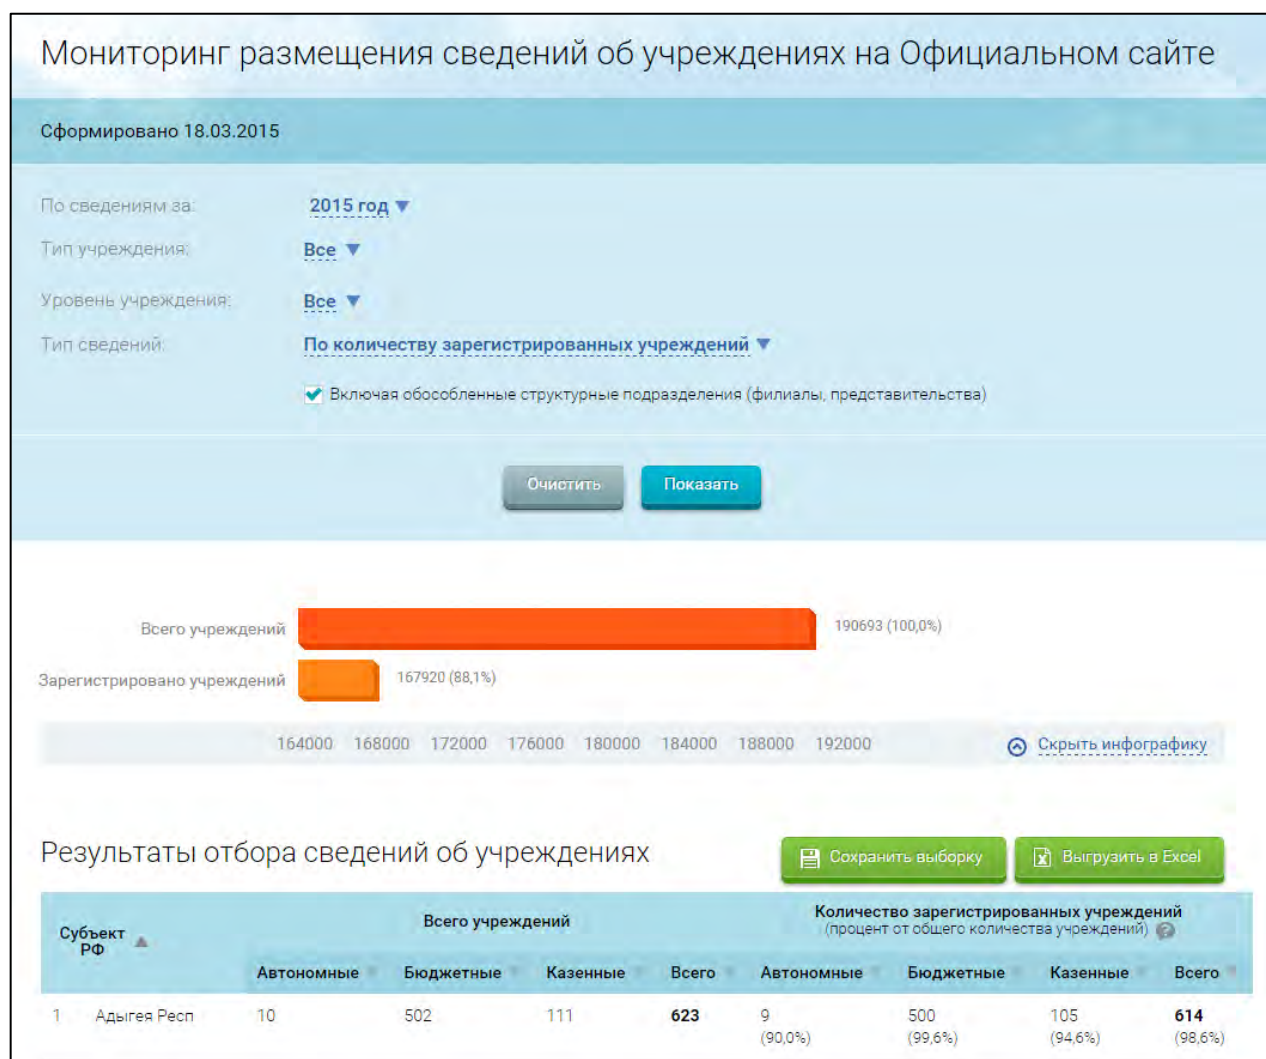 Мониторинг размещения сведений об учреждениях на Официальном сайте
Сформировано 18.03.2015
По сведениям за: 2015 год
Тип учреждения: Все
Уровень учреждения: Все
Тип сведений: По количеству зарегистрированных учреждений
Включая обособленные структурные подразделения (филиалы, представительства)
Очистить Показать
Всего учреждений 190693 (100,0%)
Зарегистрировано учреждений 167920 (88,1%)
164000 168000 172000 176000 180000 184000 188000 192000 Скрыть инфографику
Результаты отбора сведений об учреждениях Сохранить выборку Выгрузить в Excel
Субъект РФ Всего учреждений Количество зарегистрированных учреждений
(процент от общего количества учреждений)
Автономные Бюджетные Казенные Всего Автономные Бюджетные Казенные Всего
1 Адыгея Респ 10 502 111 623 9 500 105 614
(90,0%) (99,6%) (94,6%) (98,6%)